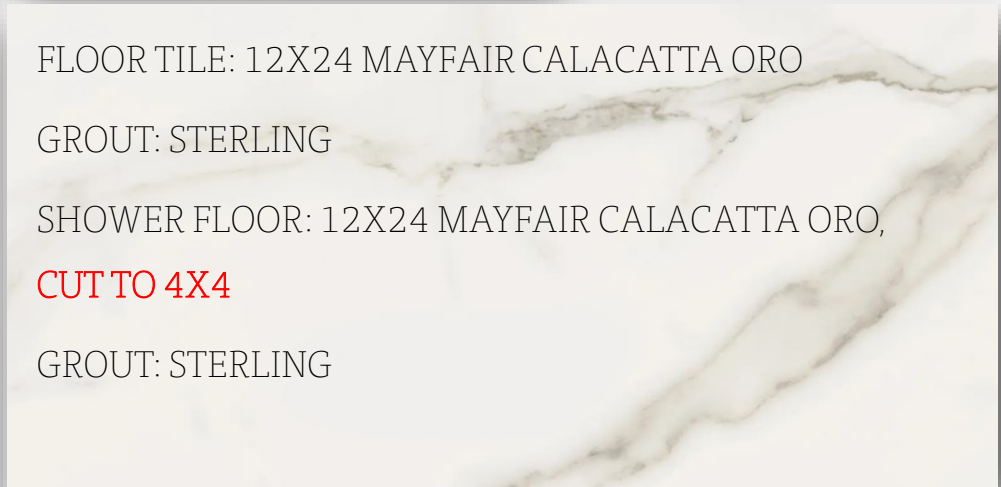 FLOOR TILE: 12X24 MAYFAIR CALACATTA ORO
GROUT: STERLING
SHOWER FLOOR: 12X24 MAYFAIR CALACATTA ORO,
CUT TO 4X4
GROUT: STERLING